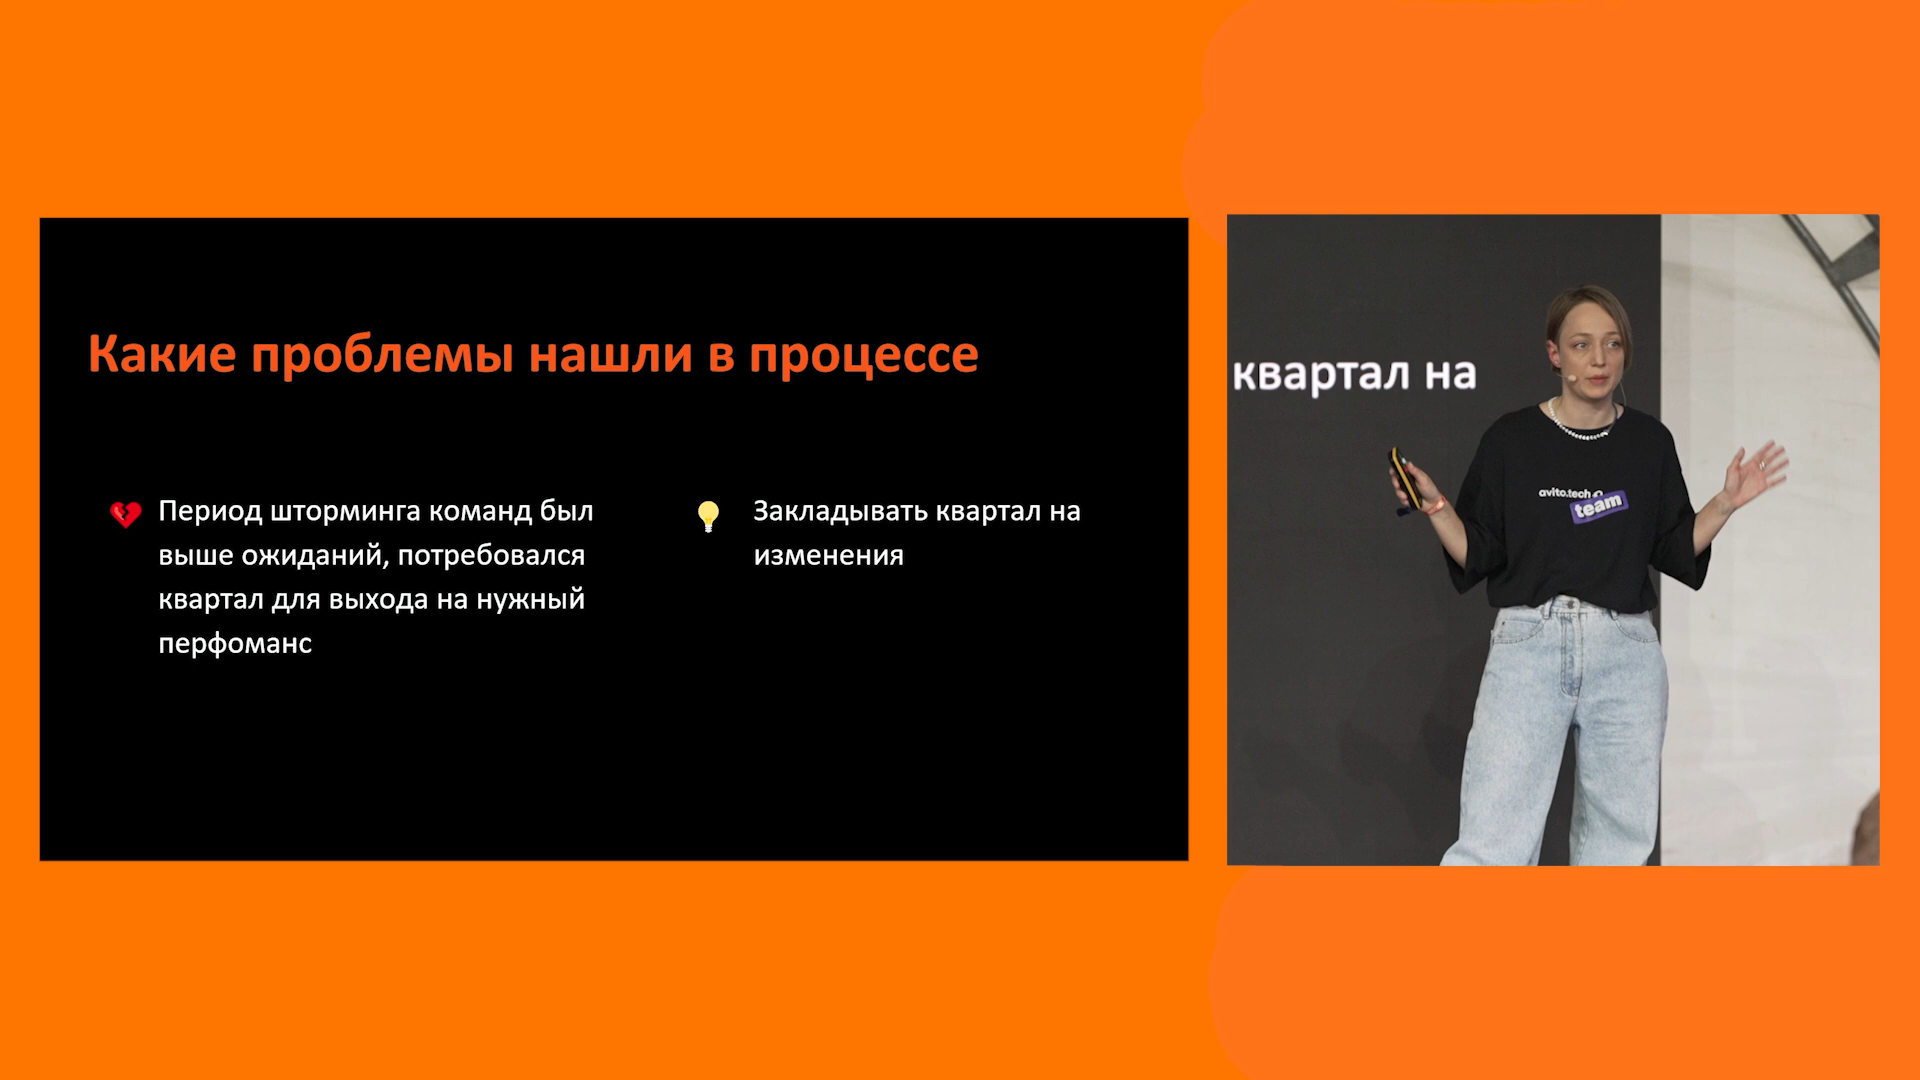 Какие проблемы нашли в процессе
Период шторминга команд был
выше ожиданий, потребовался
квартал для выхода на нужный
перфоманс
Закладывать квартал на
изменения
квартал на
avito.tech
team